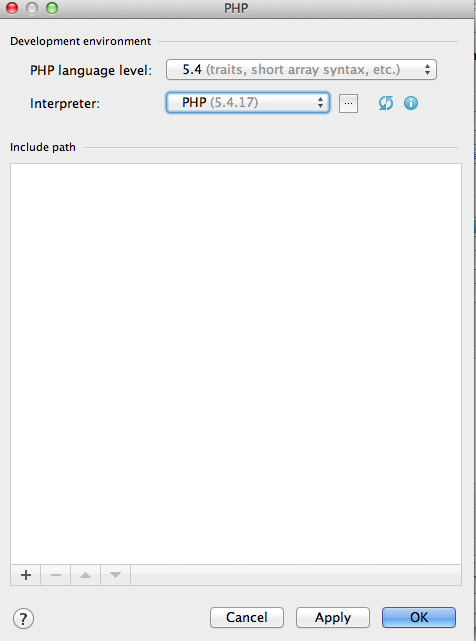 PHP
Development environment
PHP language level: 5.4 (traits, short array syntax, etc.)
Interpreter: PHP (5.4.17) ...
Include path
? Cancel Apply OK